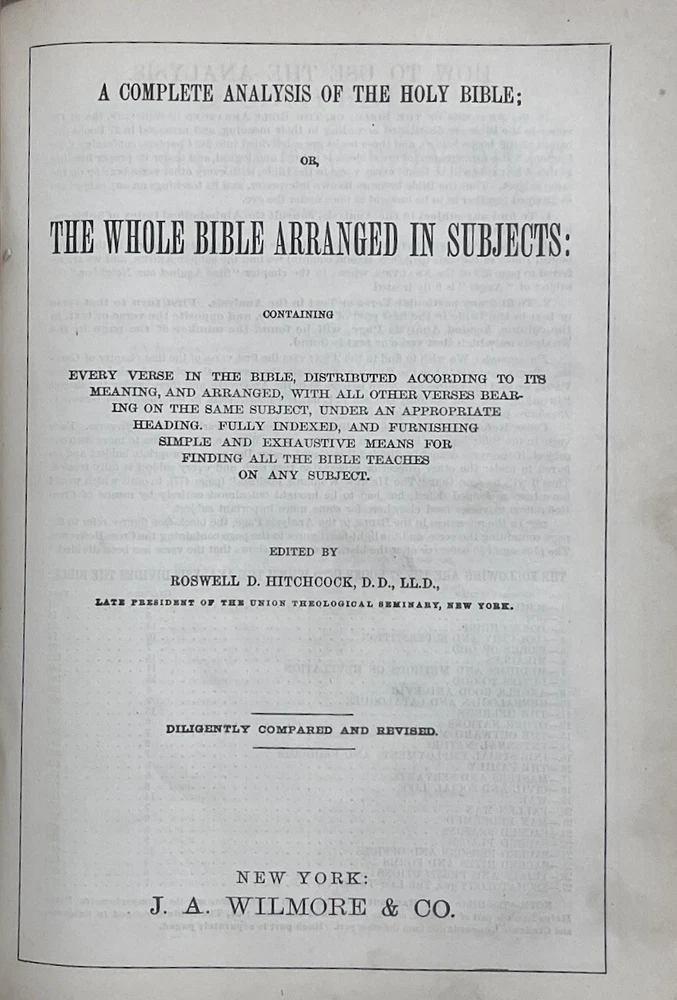 A COMPLETE ANALYSIS OF THE HOLY BIBLE;
OR,
THE WHOLE BIBLE ARRANGED IN SUBJECTS:
CONTAINING
EVERY VERSE IN THE BIBLE, DISTRIBUTED ACCORDING TO ITS
MEANING, AND ARRANGED, WITH ALL OTHER VERSES BEAR-
ING ON THE SAME SUBJECT, UNDER AN APPROPRIATE
HEADING. FULLY INDEXED, AND FURNISHING
SIMPLE AND EXHAUSTIVE MEANS FOR
FINDING ALL THE BIBLE TEACHES
ON ANY SUBJECT.
EDITED BY
ROSWELL D. HITCHCOCK, D.D., LL.D.,
LATE PRESIDENT OF THE UNION THEOLOGICAL SEMINARY, NEW YORK.
DILIGENTLY COMPARED AND REVISED.
NEW YORK:
J. A. WILMORE & CO.